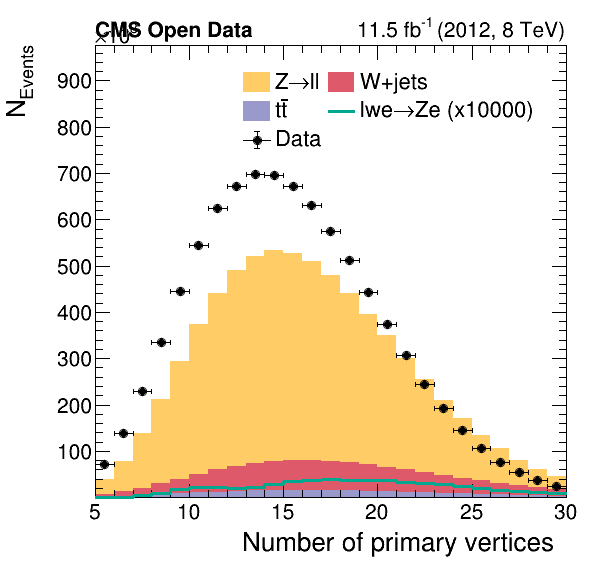 CMS Open Data 11.5 fb⁻¹ (2012, 8 TeV)
N_Events
Z→ll W+jets
tt̄ lwe→Ze (x10000)
Data
900
800
700
600
500
400
300
200
100
5 10 15 20 25 30
Number of primary vertices